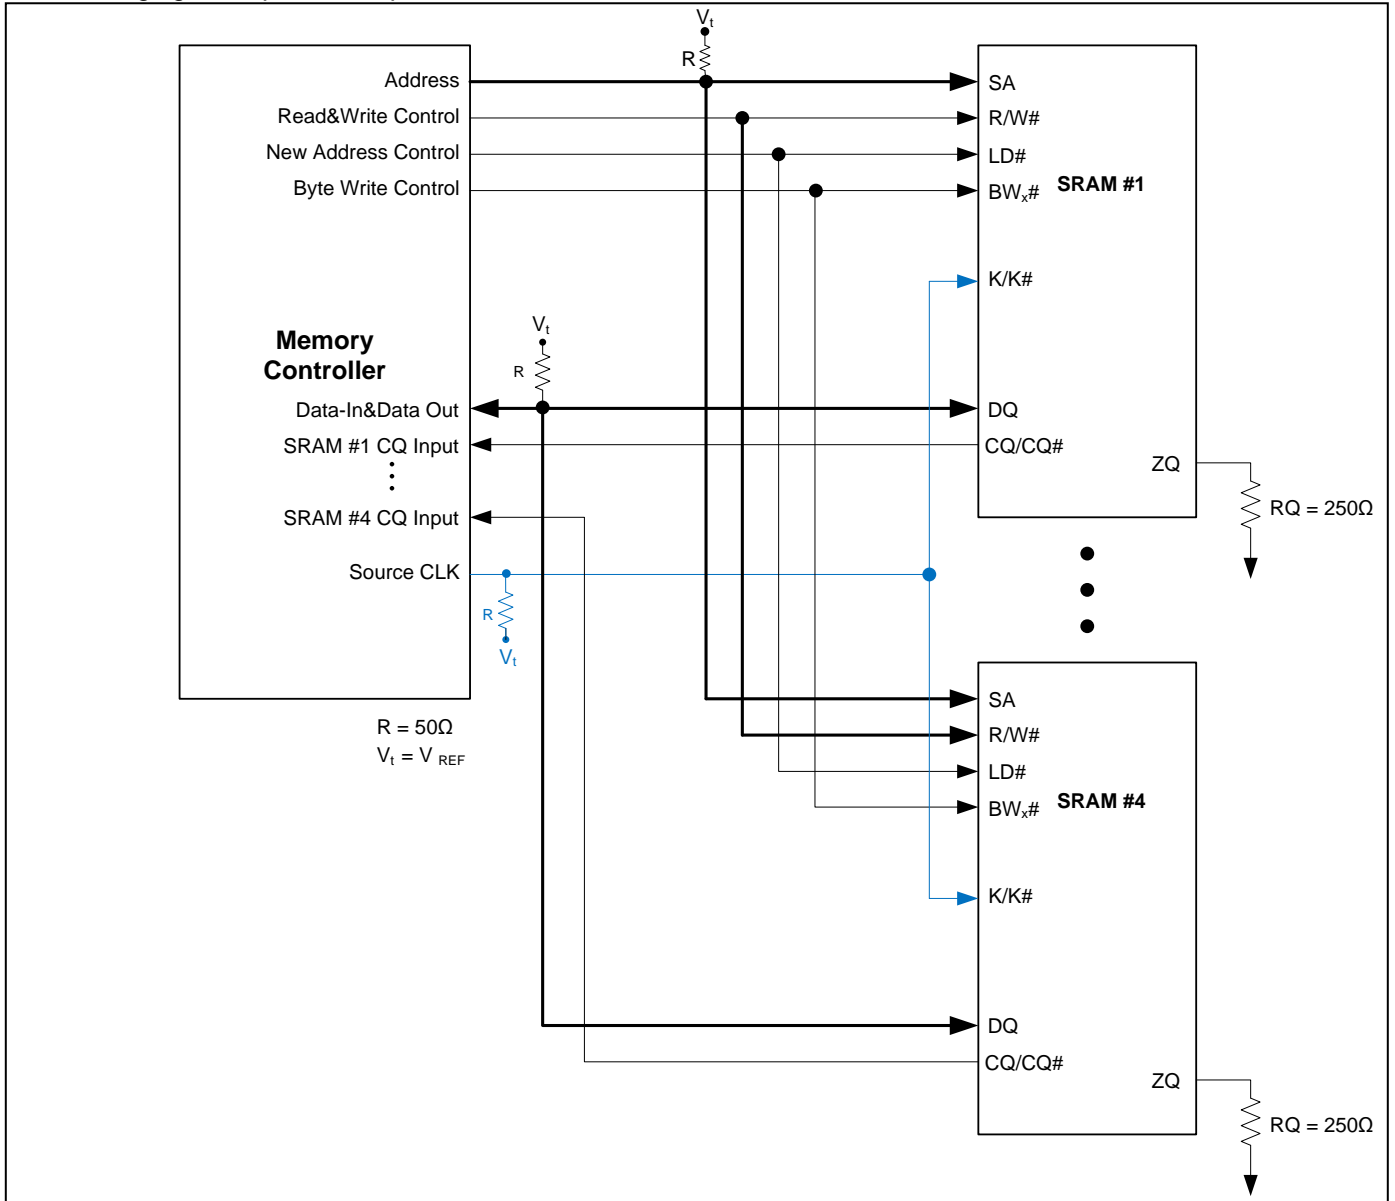 Vt
R
Address
Read&Write Control
New Address Control
Byte Write Control
Memory
Controller
Data-In&Data Out
SRAM #1 CQ Input
SRAM #4 CQ Input
Source CLK
Vt
R
R
Vt
R = 50Ω
Vt = V REF
SA
R/W#
LD#
BWx#
SRAM #1
K/K#
DQ
CQ/CQ#
ZQ
RQ = 250Ω
SA
R/W#
LD#
BWx#
SRAM #4
K/K#
DQ
CQ/CQ#
ZQ
RQ = 250Ω